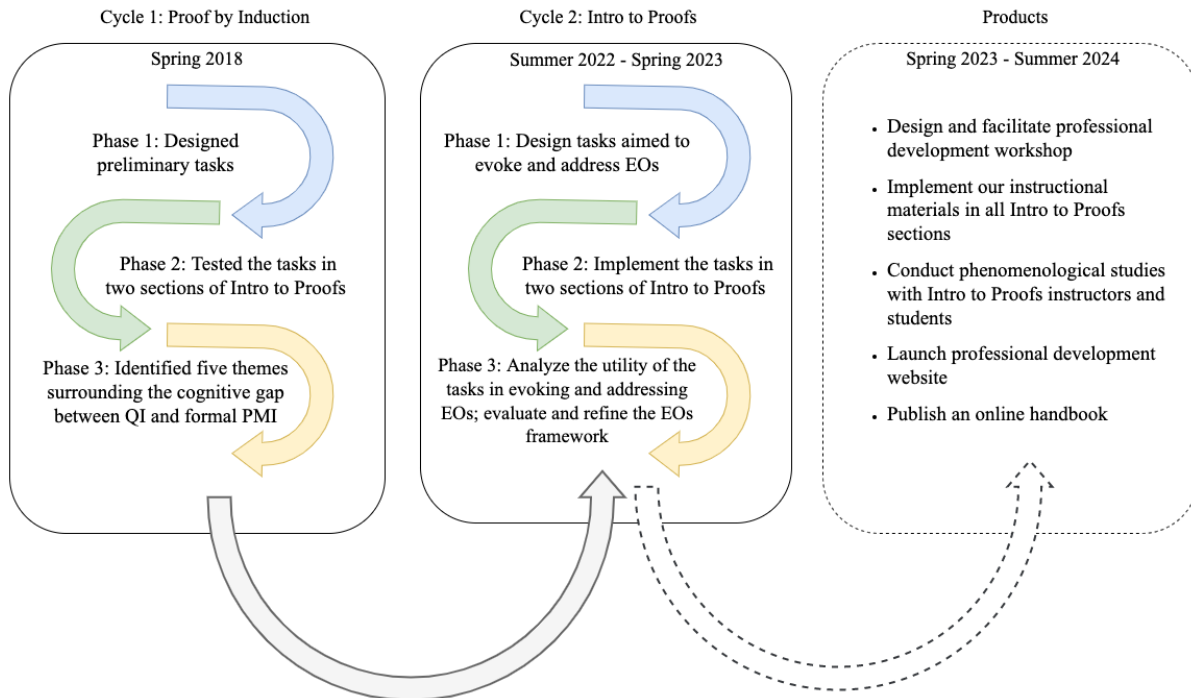 Cycle 1: Proof by Induction
Spring 2018
Phase 1: Designed
preliminary tasks
Phase 2: Tested the tasks in
two sections of Intro to Proofs
Phase 3: Identified five themes
surrounding the cognitive gap
between QI and formal PMI
Cycle 2: Intro to Proofs
Summer 2022 - Spring 2023
Phase 1: Design tasks aimed to
evoke and address EOs
Phase 2: Implement the tasks in
two sections of Intro to Proofs
Phase 3: Analyze the utility of the
tasks in evoking and addressing
EOs; evaluate and refine the EOs
framework
Products
Spring 2023 - Summer 2024
• Design and facilitate professional
development workshop
• Implement our instructional
materials in all Intro to Proofs
sections
• Conduct phenomenological studies
with Intro to Proofs instructors and
students
• Launch professional development
website
• Publish an online handbook